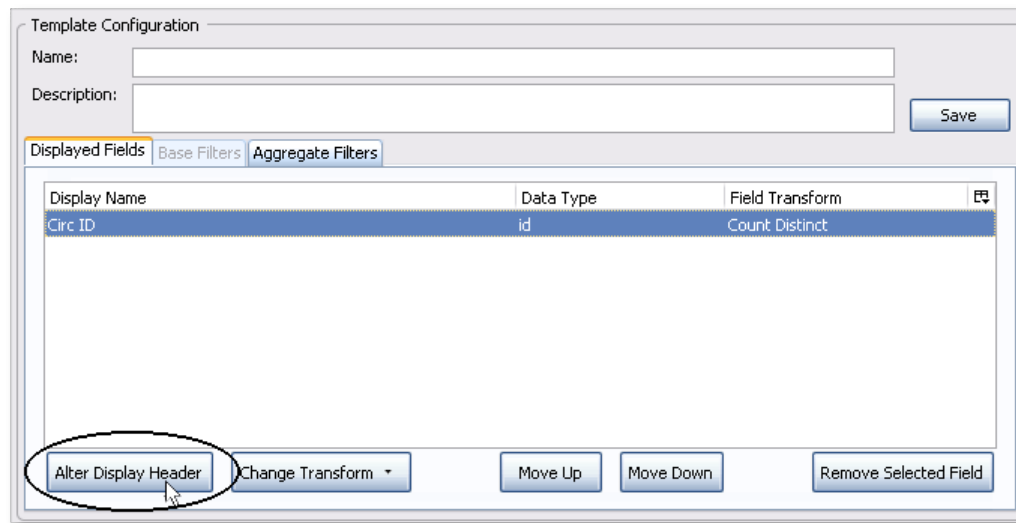 Template Configuration
Name:
Description:
Save
Displayed Fields Base Filters Aggregate Filters
Display Name Data Type Field Transform
Circ ID id Count Distinct
Alter Display Header Change Transform Move Up Move Down Remove Selected Field